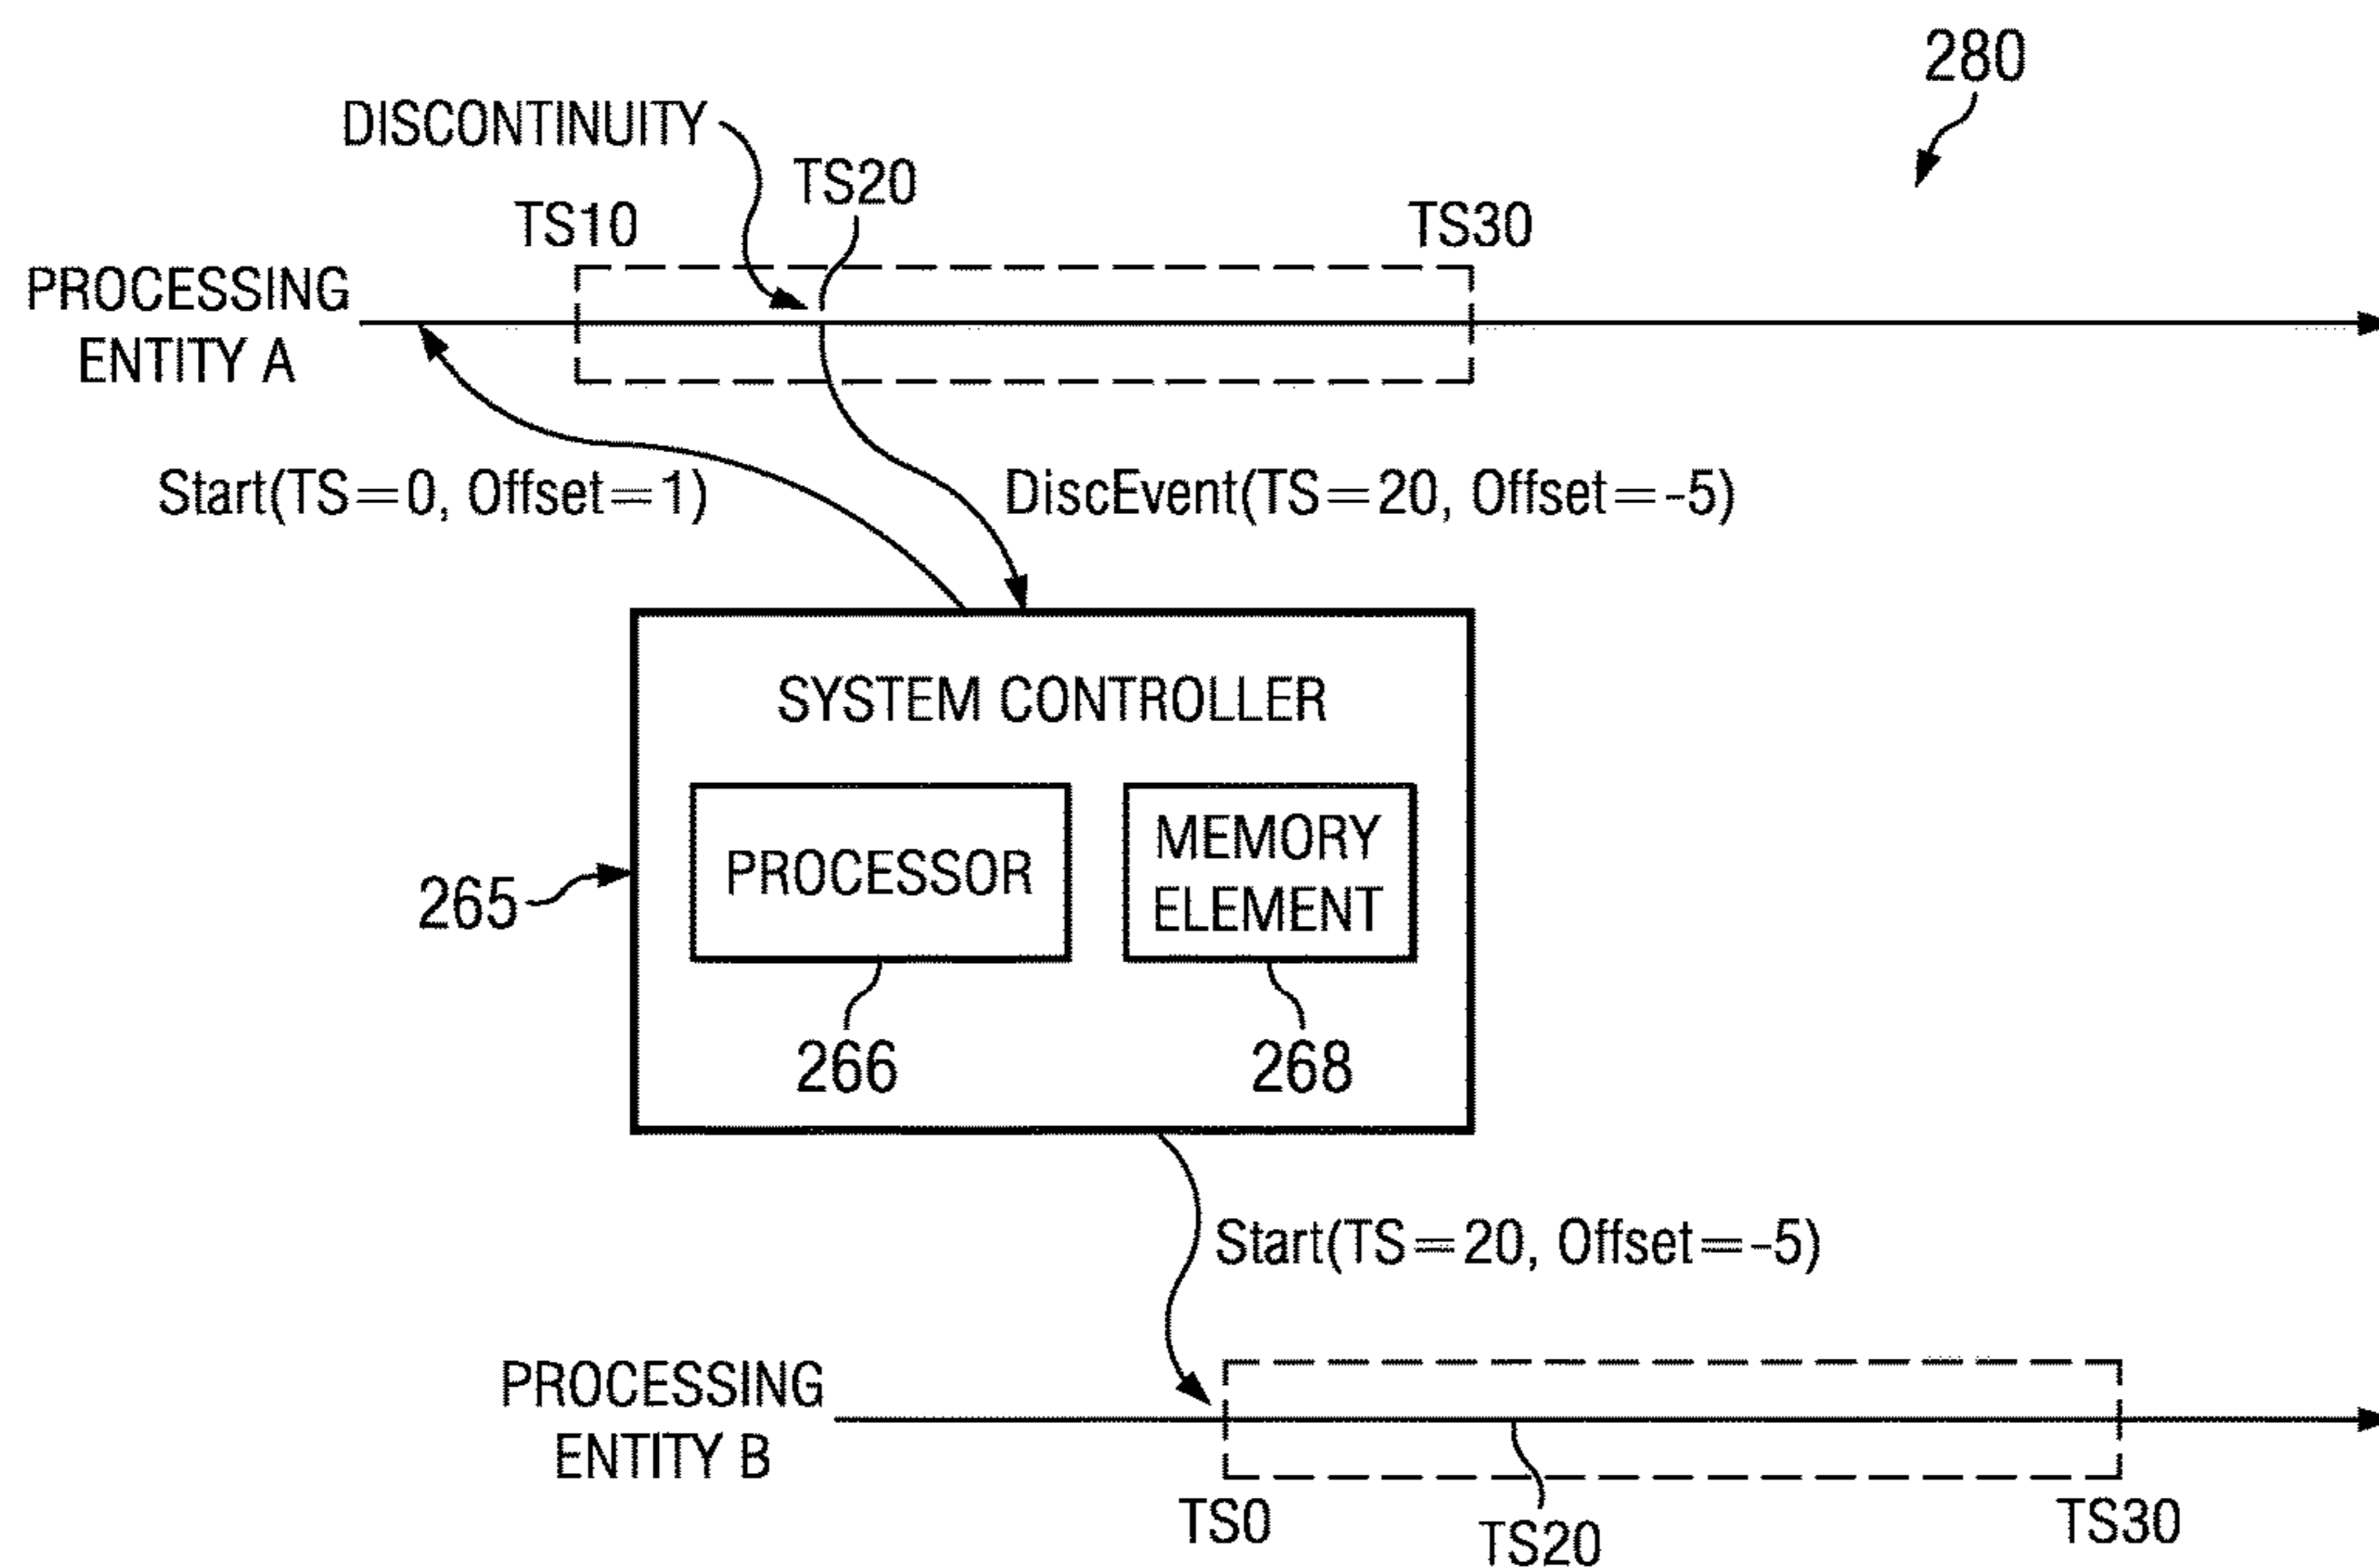 280
DISCONTINUITY
TS20
TS10
TS30
PROCESSING
ENTITY A
Start(TS=0, Offset=1)
DiscEvent(TS=20, Offset=-5)
SYSTEM CONTROLLER
PROCESSOR
MEMORY
ELEMENT
265
266
268
Start(TS=20, Offset=-5)
PROCESSING
ENTITY B
TS0
TS20
TS30